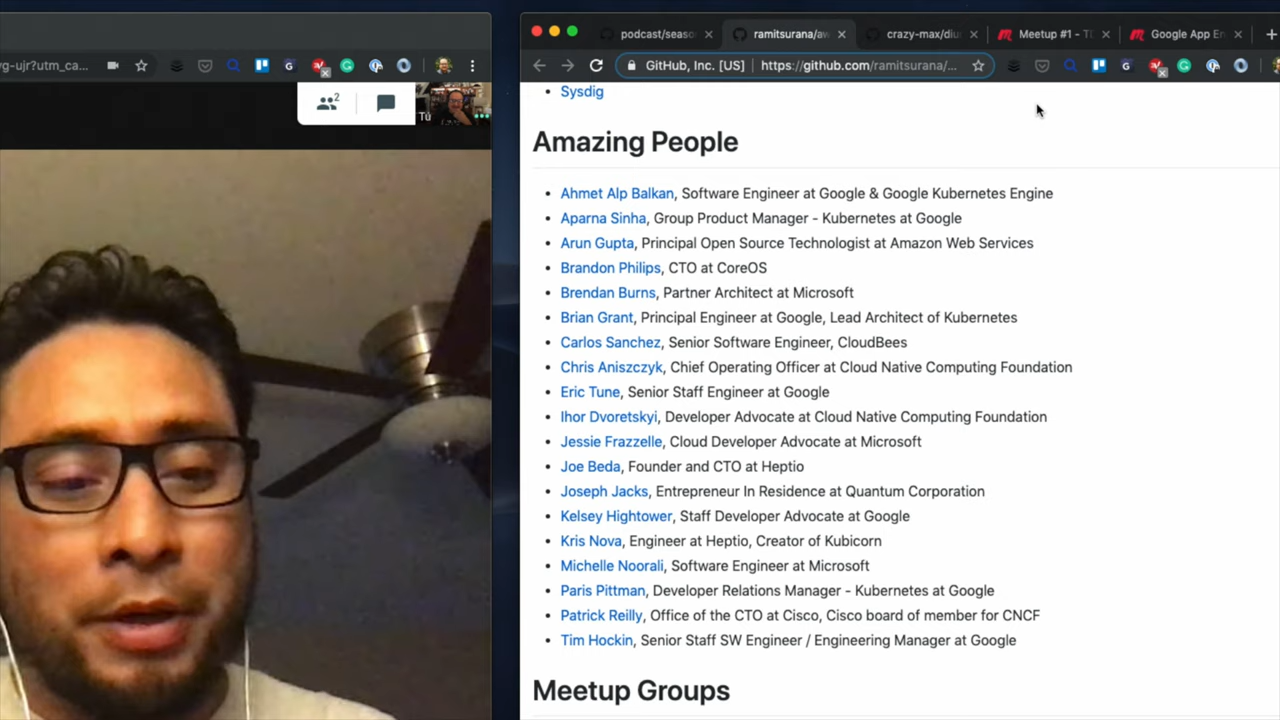 /g-ujr?utm_ca...
2
Tú
podcast/seaso
ramitsurana/aw
crazy-max/diu
Meetup #1 - T
Google App En
GitHub, Inc. [US]
https://github.com/ramitsurana/...
Sysdig
Amazing People
Ahmet Alp Balkan, Software Engineer at Google & Google Kubernetes Engine
Aparna Sinha, Group Product Manager - Kubernetes at Google
Arun Gupta, Principal Open Source Technologist at Amazon Web Services
Brandon Philips, CTO at CoreOS
Brendan Burns, Partner Architect at Microsoft
Brian Grant, Principal Engineer at Google, Lead Architect of Kubernetes
Carlos Sanchez, Senior Software Engineer, CloudBees
Chris Aniszczyk, Chief Operating Officer at Cloud Native Computing Foundation
Eric Tune, Senior Staff Engineer at Google
Ihor Dvoretskyi, Developer Advocate at Cloud Native Computing Foundation
Jessie Frazzelle, Cloud Developer Advocate at Microsoft
Joe Beda, Founder and CTO at Heptio
Joseph Jacks, Entrepreneur In Residence at Quantum Corporation
Kelsey Hightower, Staff Developer Advocate at Google
Kris Nova, Engineer at Heptio, Creator of Kubicorn
Michelle Noorali, Software Engineer at Microsoft
Paris Pittman, Developer Relations Manager - Kubernetes at Google
Patrick Reilly, Office of the CTO at Cisco, Cisco board of member for CNCF
Tim Hockin, Senior Staff SW Engineer / Engineering Manager at Google
Meetup Groups